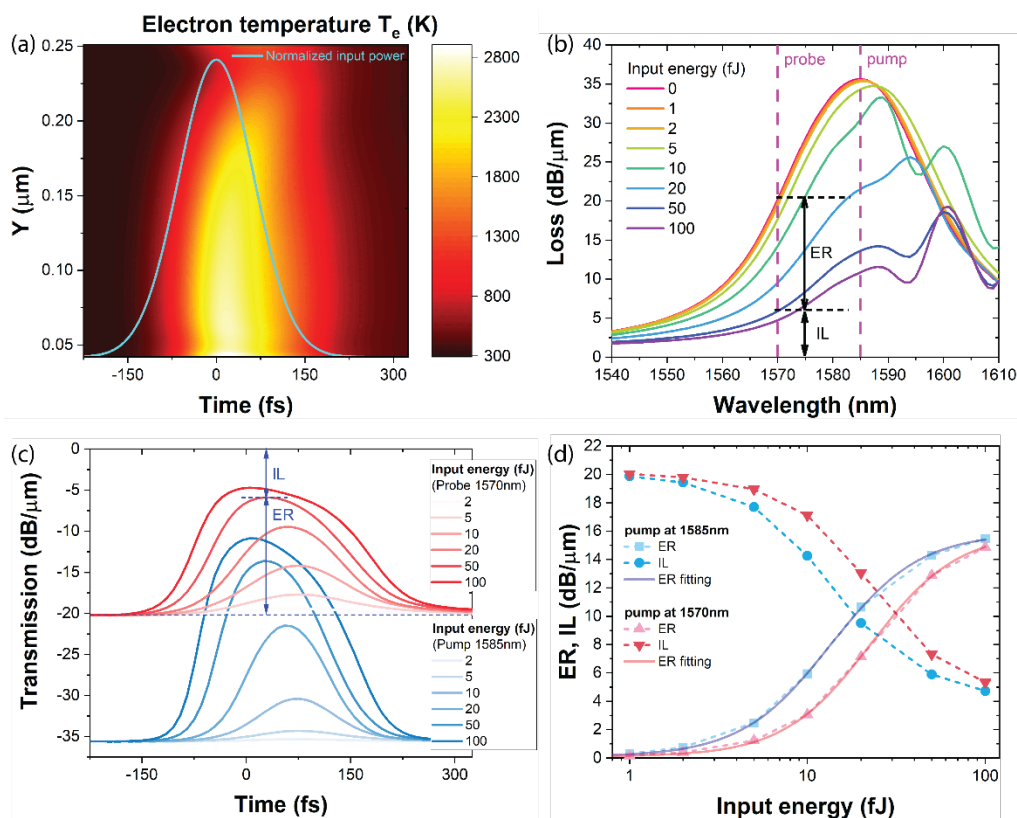 (a)
Electron temperature Te (K)
Normalized input power
0.25
0.20
0.15
0.10
0.05
Y (μm)
-150
0
150
Time (fs)
2800
2300
1800
1300
800
300
(b)
40
35
30
25
20
15
10
5
0
Loss (dB/μm)
Input energy (fJ)
0
1
2
5
10
20
50
100
probe
pump
ER
IL
1540
1550
1560
1570
1580
1590
1600
1610
Wavelength (nm)
(c)
0
-5
-10
-15
-20
-25
-30
-35
Transmission (dB/μm)
IL
ER
Input energy (fJ)
(Probe 1570nm)
2
5
10
20
50
100
Input energy (fJ)
(Pump 1585nm)
2
5
10
20
50
100
-150
0
150
300
Time (fs)
(d)
22
20
18
16
14
12
10
8
6
4
2
0
ER, IL (dB/μm)
pump at 1585nm
ER
IL
ER fitting
pump at 1570nm
ER
IL
ER fitting
1
10
100
Input energy (fJ)